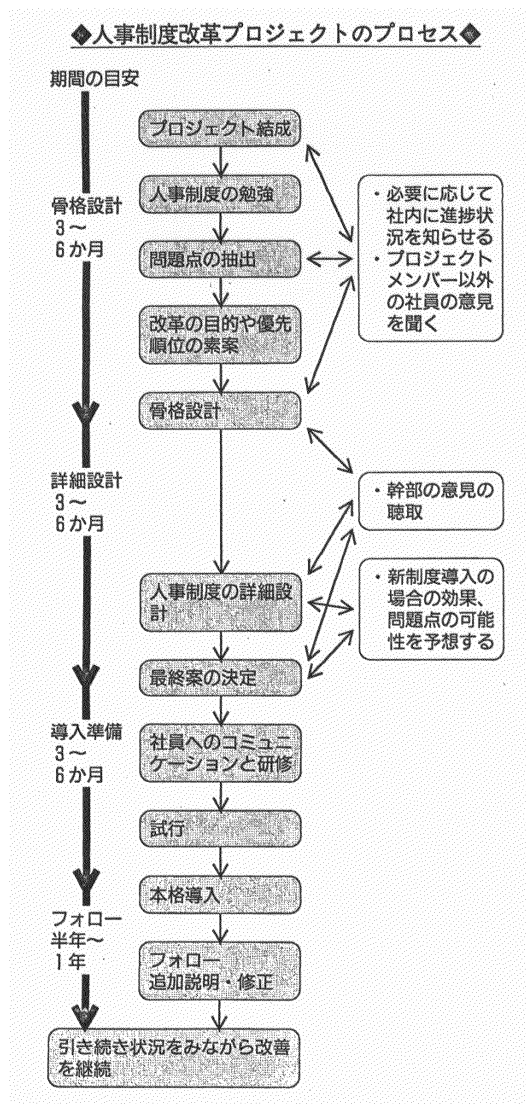 ◆人事制度改革プロジェクトのプロセス◆
期間の目安
プロジェクト結成
人事制度の勉強
骨格設計
3～
6か月
・必要に応じて
社内に進捗状
況を知らせる
・プロジェクト
メンバー以外
の社員の意見
を聞く
問題点の抽出
改革の目的や優先
順位の素案
骨格設計
詳細設計
3～
6か月
・幹部の意見の
聴取
・新制度導入の
場合の効果、
問題点の可能
性を予想する
人事制度の詳細設
計
最終案の決定
導入準備
3～
6か月
社員へのコミュニ
ケーションと研修
試行
本格導入
フォロー
半年～
1年
フォロー
追加説明・修正
引き続き状況をみながら改善
を継続